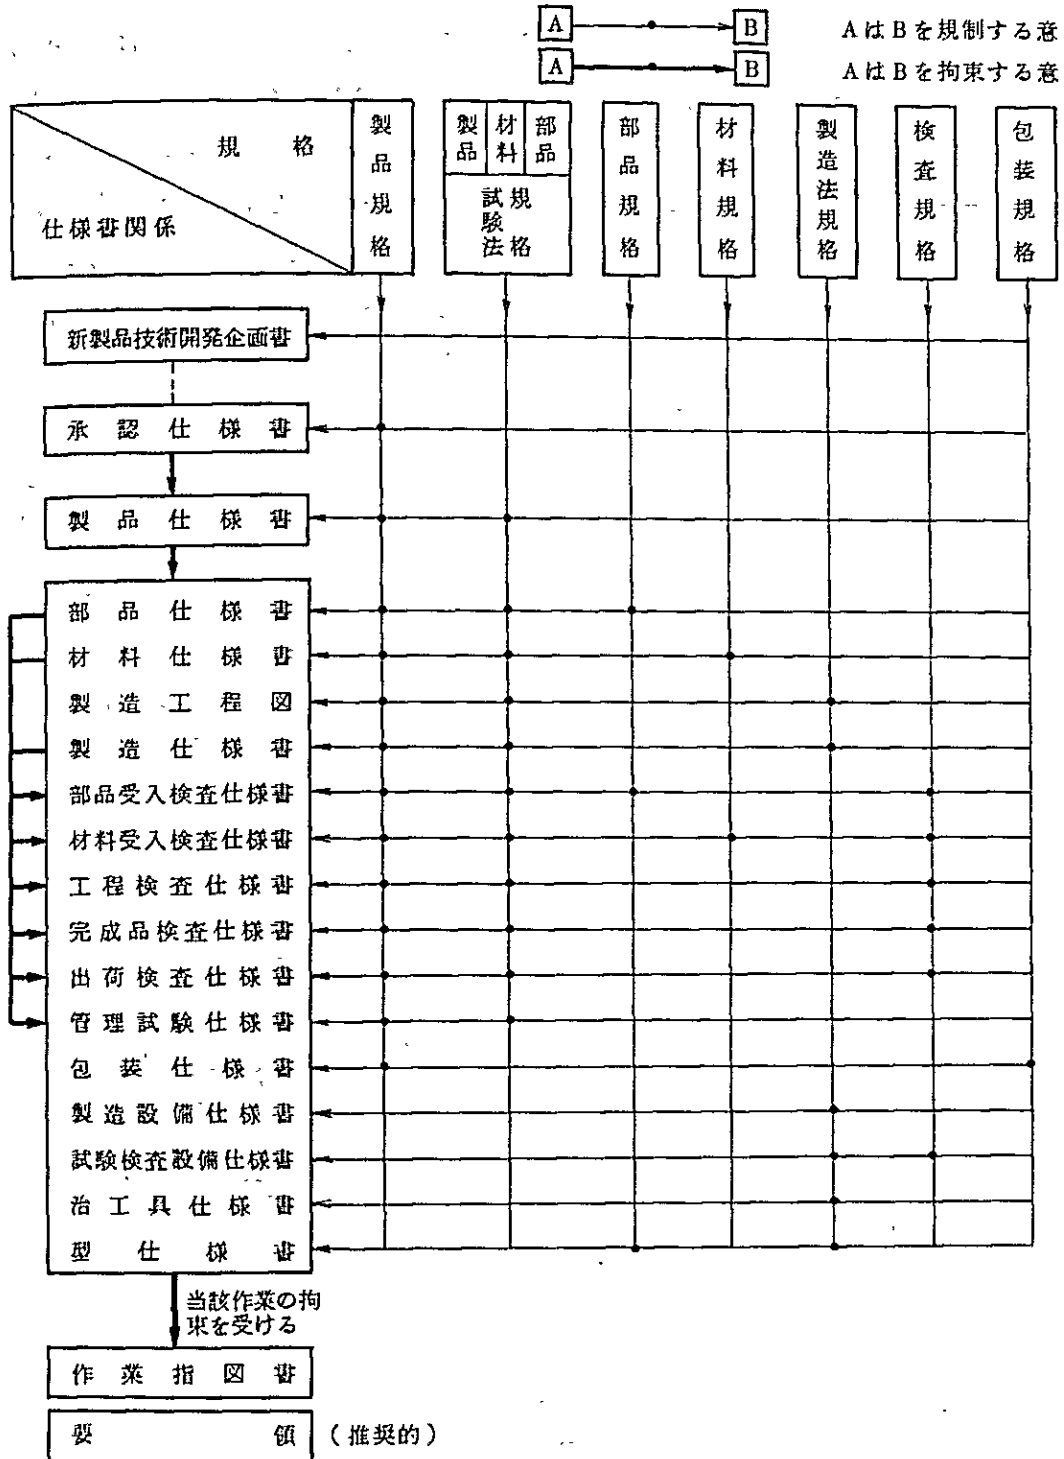 A B AはBを規制する意
A B AはBを拘束する意
規格
仕様書関係
製品規格
製品 材料 部品
試験法規格
部品規格
材料規格
製造法規格
検査規格
包装規格
新製品技術開発企画書
承認仕様書
製品仕様書
部品仕様書
材料仕様書
製造工程図
製造仕様書
部品受入検査仕様書
材料受入検査仕様書
工程検査仕様書
完成品検査仕様書
出荷検査仕様書
管理試験仕様書
包装仕様書
製造設備仕様書
試験検査設備仕様書
治工具仕様書
型仕様書
当該作業の拘
束を受ける
作業指図書
要領 (推奨的)